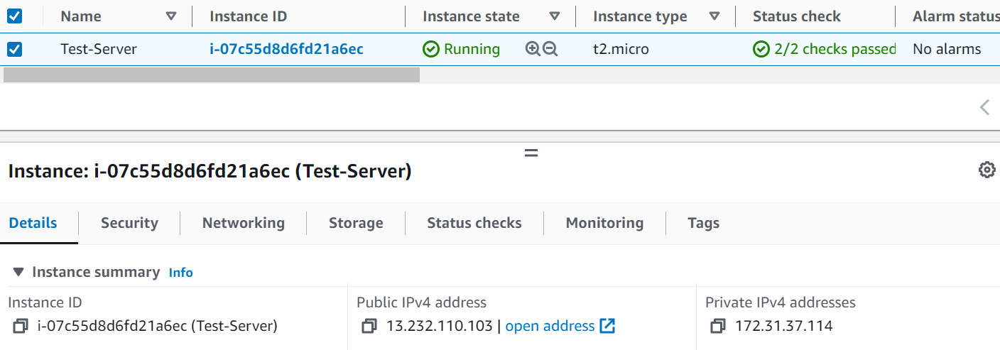 Name Instance ID Instance state Instance type Status check Alarm status
Test-Server i-07c55d8d6fd21a6ec Running t2.micro 2/2 checks passed No alarms
Instance: i-07c55d8d6fd21a6ec (Test-Server)
Details Security Networking Storage Status checks Monitoring Tags
Instance summary Info
Instance ID Public IPv4 address Private IPv4 addresses
i-07c55d8d6fd21a6ec (Test-Server) 13.232.110.103 | open address 172.31.37.114